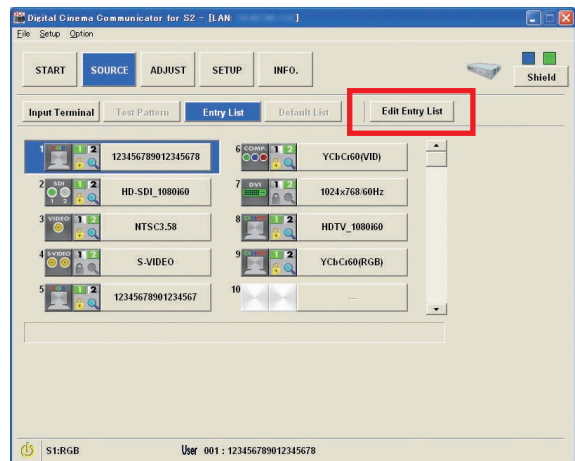 Digital Cinema Communicator for S2 - [LAN: ]
File Setup Option
START SOURCE ADJUST SETUP INFO. Shield
Input Terminal Test Pattern Entry List Default List Edit Entry List
1 1 2 123456789012345678
6 COMP. 1 2 YCbCr60(VID)
2 SDI 1 2 1 2 HD-SDI_1080i60
7 DVI 1 2 1024x768/60Hz
3 VIDEO 1 2 NTSC3.58
8 1 2 HDTV_1080i60
4 S-VIDEO 1 2 S-VIDEO
9 1 2 YCbCr60(RGB)
5 1 2 12345678901234567
10 ...
S1:RGB User 001 : 123456789012345678